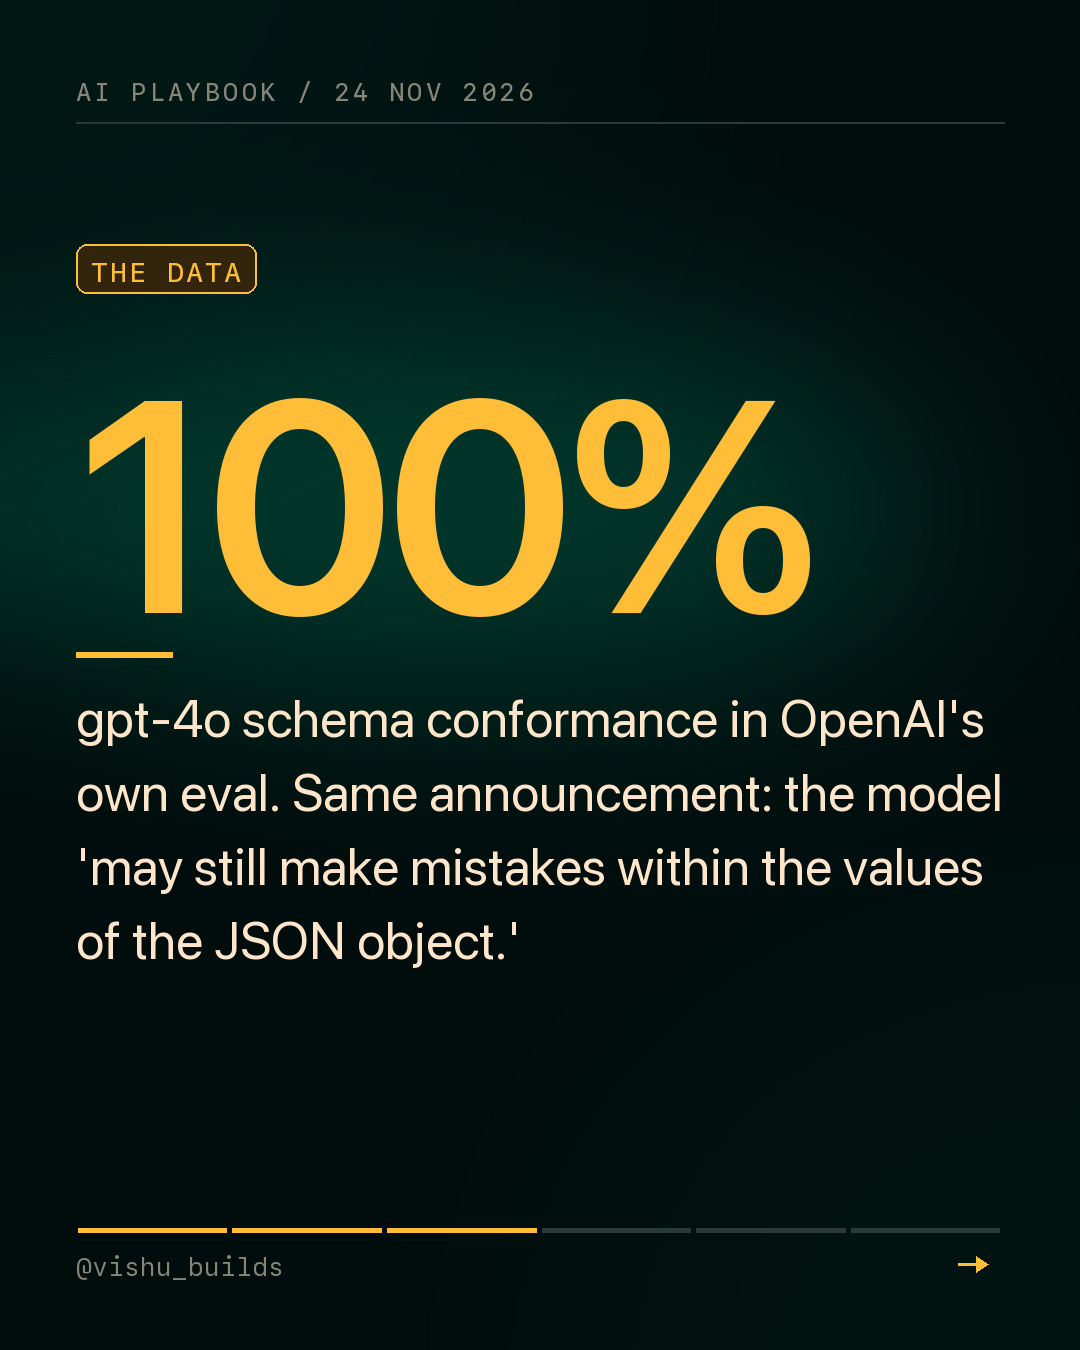 AI PLAYBOOK / 24 NOV 2026
THE DATA
100%
gpt-4o schema conformance in OpenAI's
own eval. Same announcement: the model
'may still make mistakes within the values
of the JSON object.'
@vishu_builds